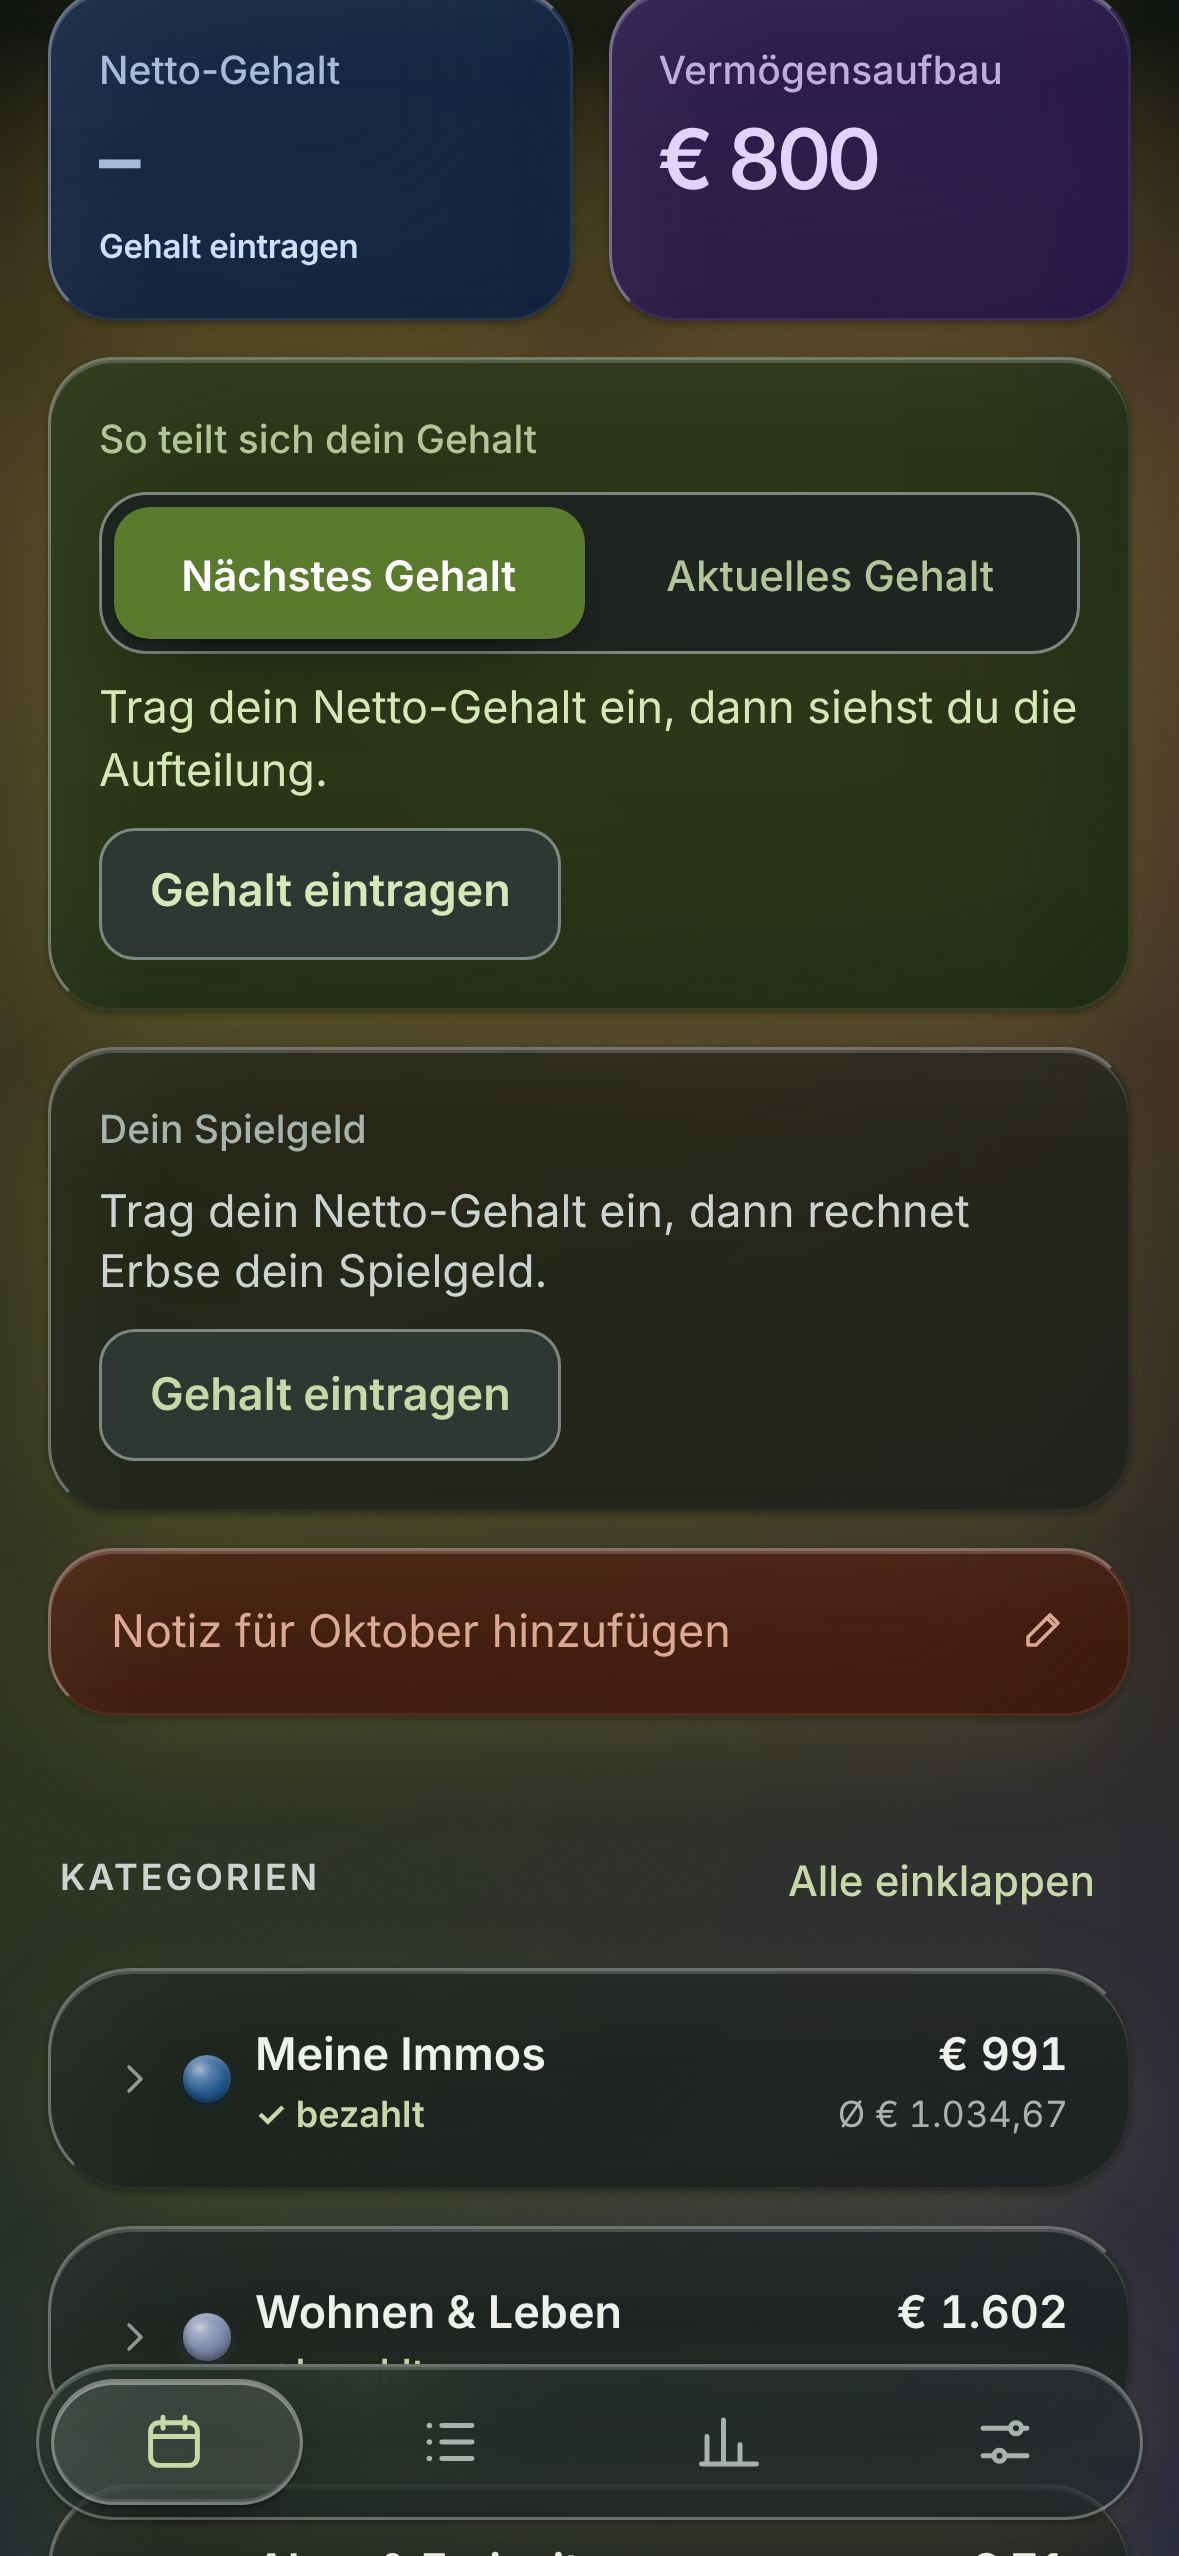 Netto-Gehalt
–
Gehalt eintragen
Vermögensaufbau
€ 800
So teilt sich dein Gehalt
Nächstes Gehalt
Aktuelles Gehalt
Trag dein Netto-Gehalt ein, dann siehst du die
Aufteilung.
Gehalt eintragen
Dein Spielgeld
Trag dein Netto-Gehalt ein, dann rechnet
Erbse dein Spielgeld.
Gehalt eintragen
Notiz für Oktober hinzufügen
KATEGORIEN
Alle einklappen
Meine Immos
€ 991
✓ bezahlt
Ø € 1.034,67
Wohnen & Leben
€ 1.602